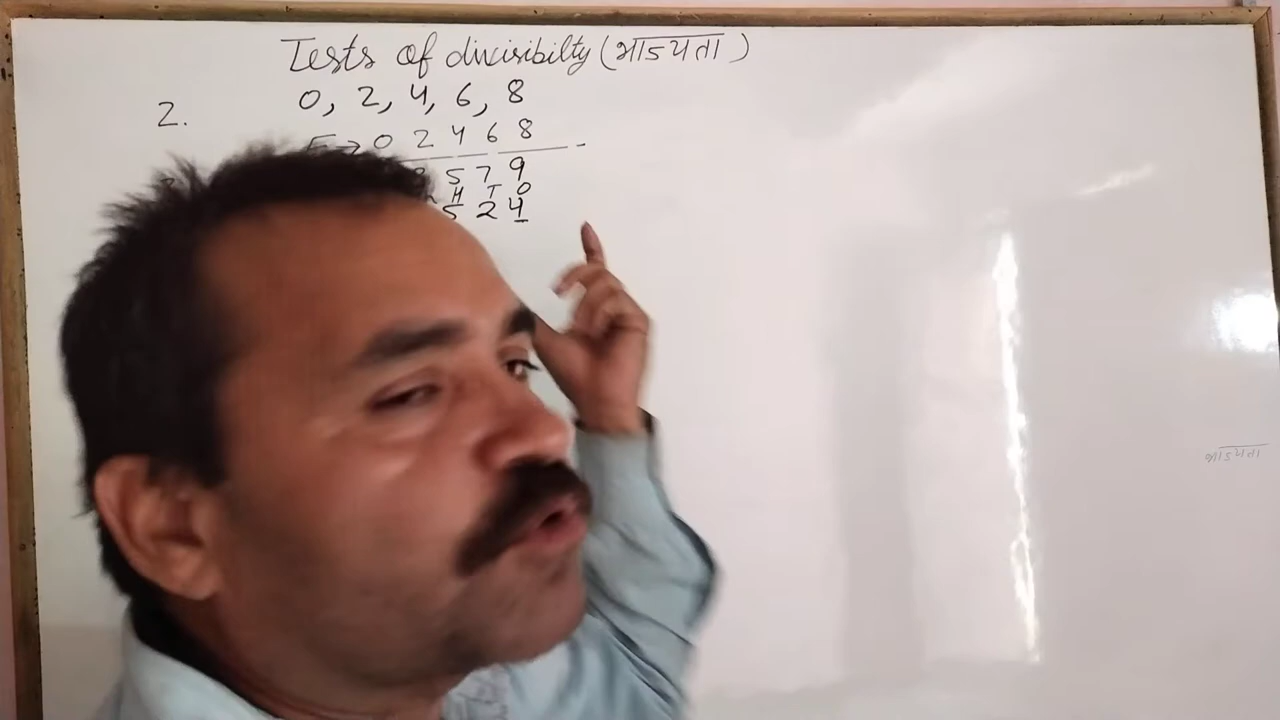 Tests of divisibilty (भाज्यता)
2. 0, 2, 4, 6, 8
E → 0 2 4 6 8
5 7 9
H T O
5 2 4
भाज्यता